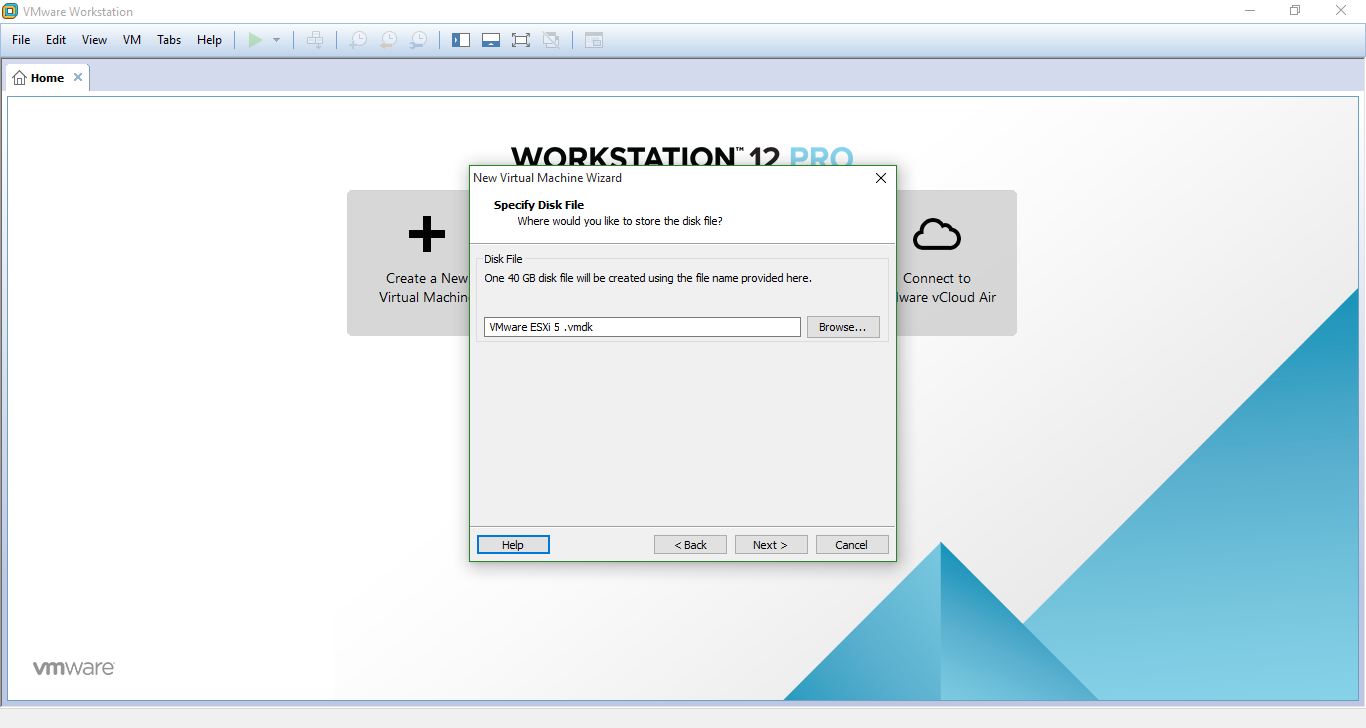 VMware Workstation
File Edit View VM Tabs Help
Home
WORKSTATION™ 12 PRO
Create a New
Virtual Machin
Connect to
ware vCloud Air
New Virtual Machine Wizard
Specify Disk File
Where would you like to store the disk file?
Disk File
One 40 GB disk file will be created using the file name provided here.
VMware ESXi 5 .vmdk
Browse...
Help
< Back
Next >
Cancel
vmware